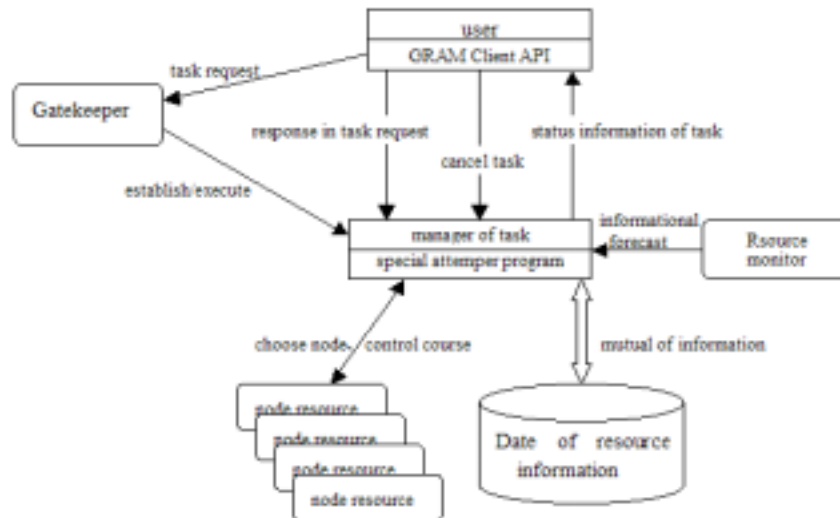 user
GRAM Client API
task request
Gatekeeper
response in task request
status information of task
cancel task
establish/execute
manager of task
special attemper program
informational
forecast
Rsource
monitor
choose node
control course
mutual of information
node resource
node resource
node resource
node resource
Date of resource
information